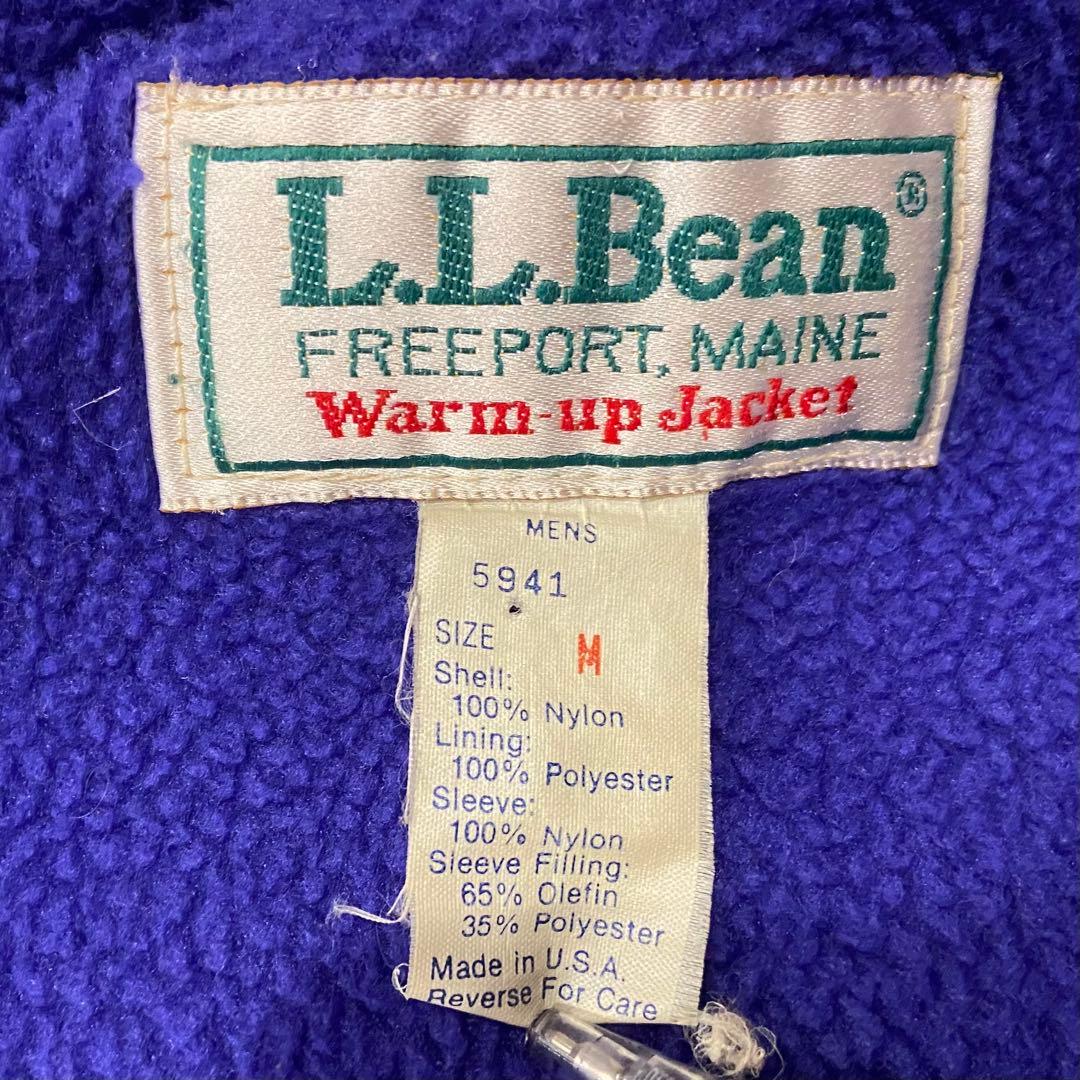 L.L.Bean®
FREEPORT, MAINE
Warm-up Jacket
MENS
5941
SIZE M
Shell:
100% Nylon
Lining:
100% Polyester
Sleeve:
100% Nylon
Sleeve Filling:
65% Olefin
35% Polyester
Made in U.S.A.
Reverse For Care